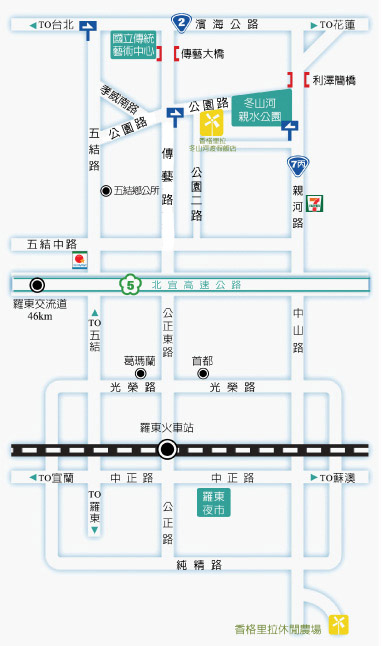 TO台北
2
濱海公路
TO花蓮
國立傳統
藝術中心
傳藝大橋
利澤簡橋
孝威南路
公園路
公園路
冬山河
親水公園
香格里拉
冬山河渡假飯店
五結路
傳藝路
公園二路
7丙
親河路
五結鄉公所
7
五結中路
5
北宜高速公路
羅東交流道
46km
TO五結
公正東路
中山路
葛瑪蘭
首都
光榮路
光榮路
羅東火車站
TO宜蘭
中正路
中正路
TO蘇澳
TO羅東
公正路
羅東
夜市
純精路
香格里拉休閒農場